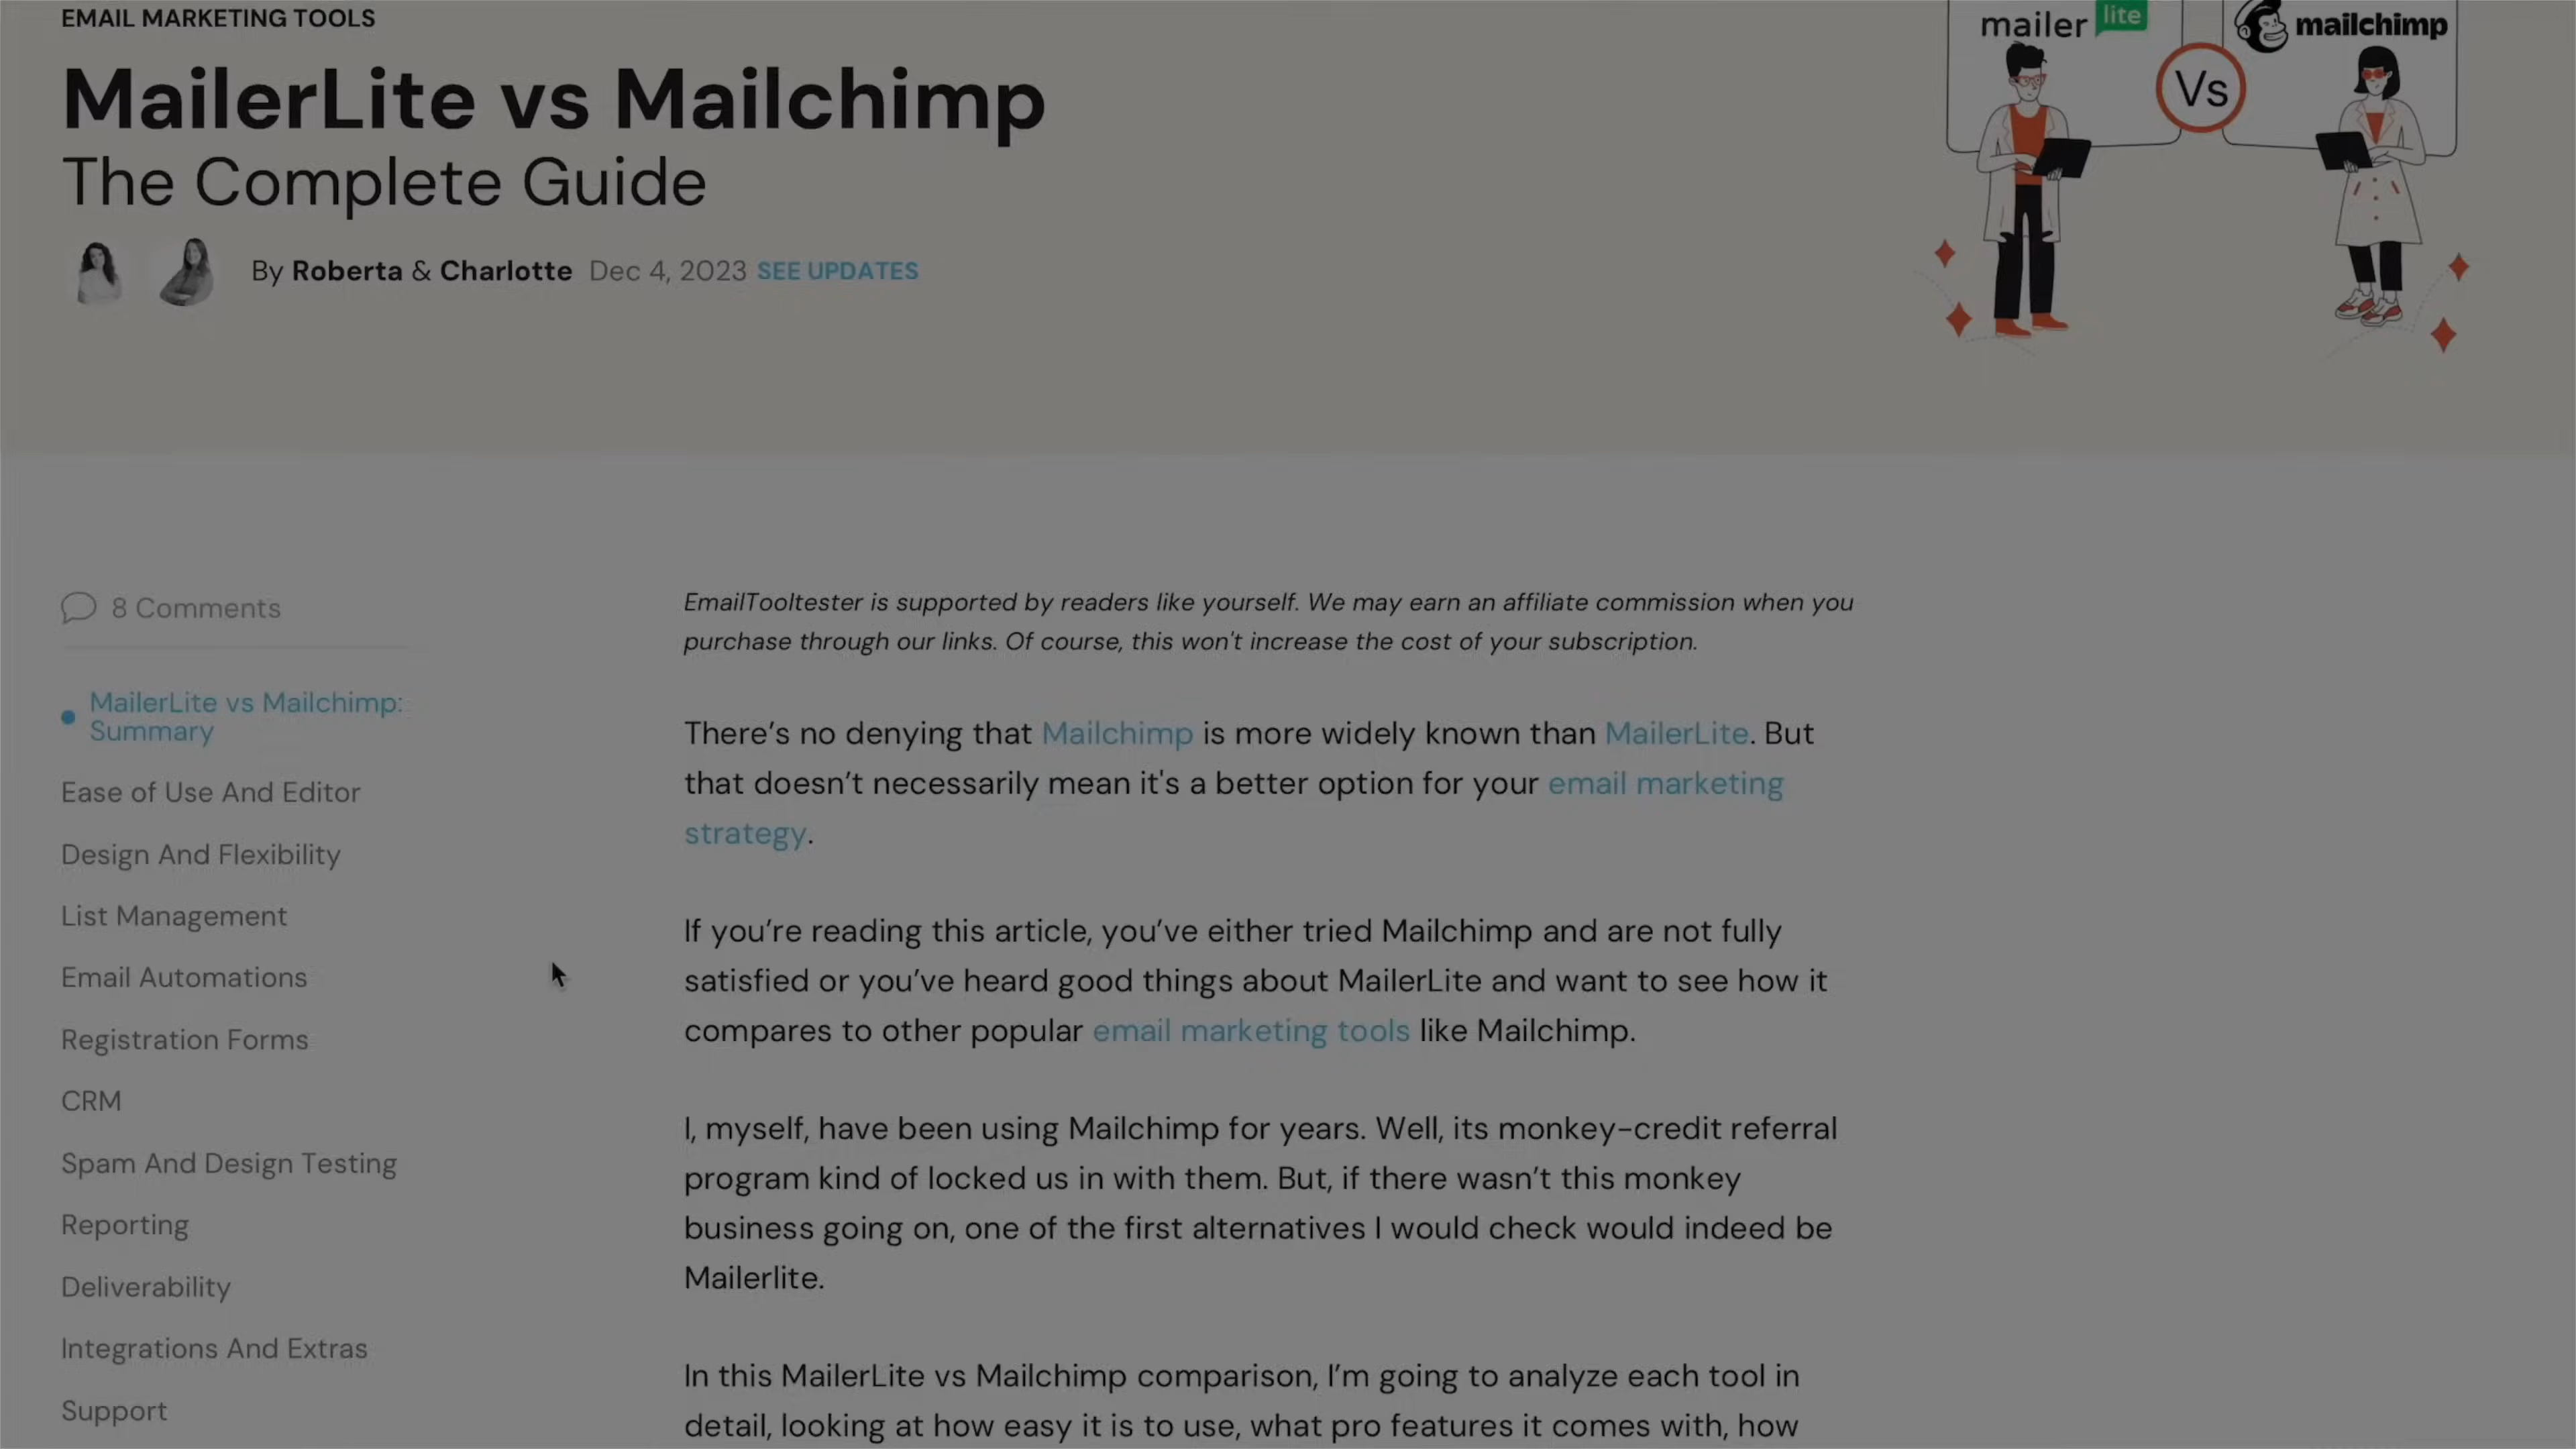 EMAIL MARKETING TOOLS
MailerLite vs Mailchimp
The Complete Guide
By Roberta & Charlotte Dec 4, 2023 SEE UPDATES
mailer lite
mailchimp
Vs
8 Comments
MailerLite vs Mailchimp:
Summary
Ease of Use And Editor
Design And Flexibility
List Management
Email Automations
Registration Forms
CRM
Spam And Design Testing
Reporting
Deliverability
Integrations And Extras
Support
EmailTooltester is supported by readers like yourself. We may earn an affiliate commission when you
purchase through our links. Of course, this won't increase the cost of your subscription.
There’s no denying that Mailchimp is more widely known than MailerLite. But
that doesn’t necessarily mean it's a better option for your email marketing
strategy.
If you’re reading this article, you’ve either tried Mailchimp and are not fully
satisfied or you’ve heard good things about MailerLite and want to see how it
compares to other popular email marketing tools like Mailchimp.
I, myself, have been using Mailchimp for years. Well, its monkey-credit referral
program kind of locked us in with them. But, if there wasn’t this monkey
business going on, one of the first alternatives I would check would indeed be
Mailerlite.
In this MailerLite vs Mailchimp comparison, I’m going to analyze each tool in
detail, looking at how easy it is to use, what pro features it comes with, how